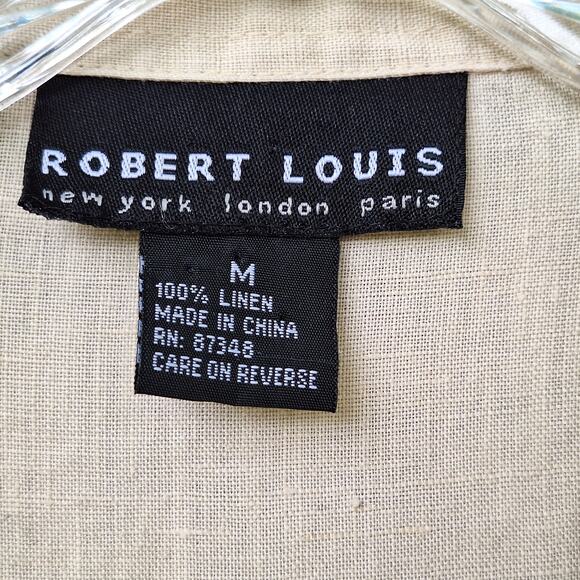 ROBERT LOUIS
new york london paris
M
100% LINEN
MADE IN CHINA
RN: 87348
CARE ON REVERSE